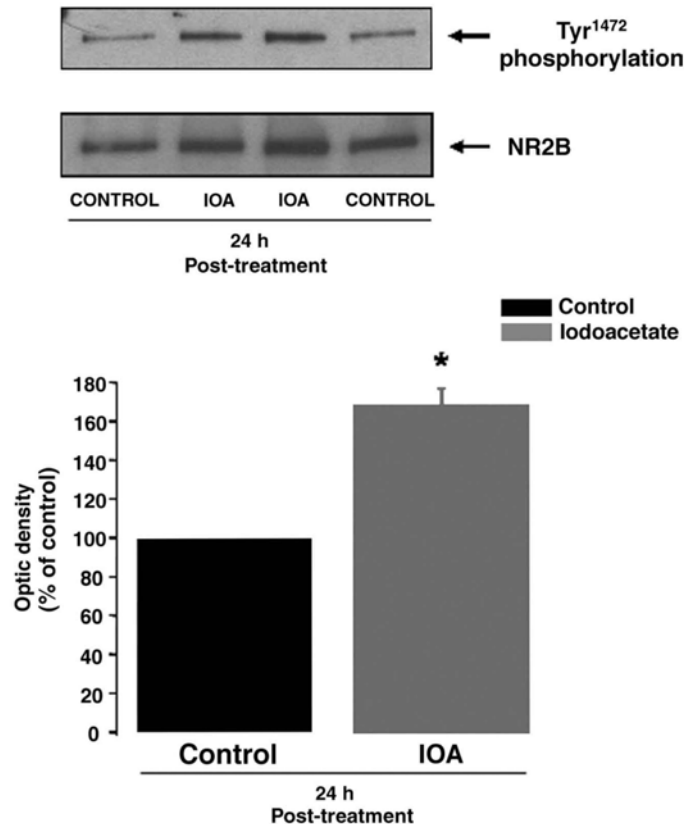 Tyr¹⁴⁷²
phosphorylation
NR2B
CONTROL IOA IOA CONTROL
24 h
Post-treatment
Control
Iodoacetate
*
180
160
140
120
100
80
60
40
20
0
Optic density
(% of control)
Control IOA
24 h
Post-treatment